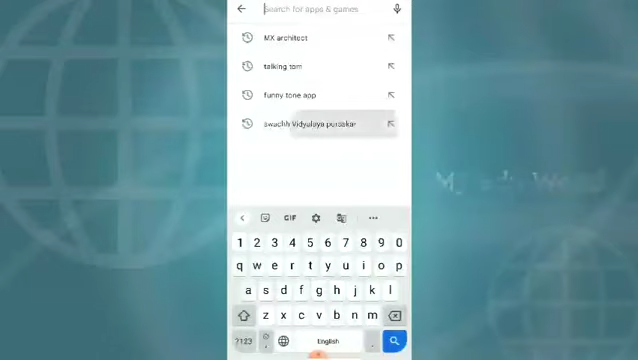 Search for apps & games
MX architect
talking tom
funny tone app
swachh Vidyalaya puraskar
GIF
1 2 3 4 5 6 7 8 9 0
q w e r t y u i o p
a s d f g h j k l
z x c v b n m
?123 , English .